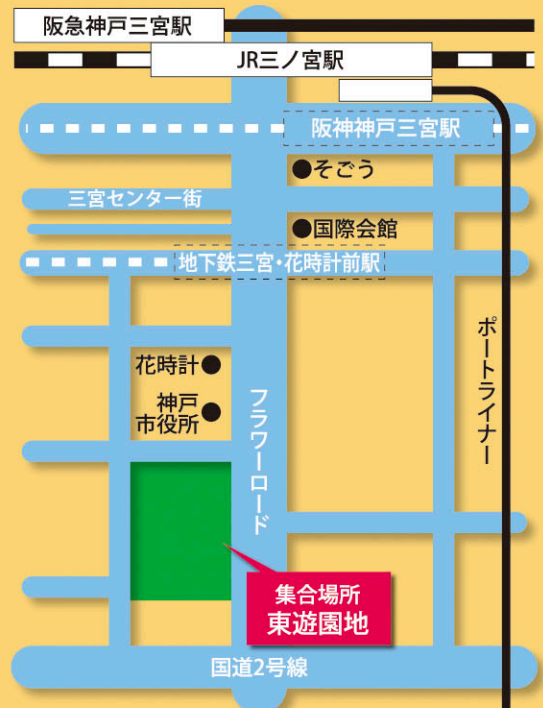 阪急神戸三宮駅
JR三ノ宮駅
阪神神戸三宮駅
●そごう
三宮センター街
●国際会館
地下鉄三宮・花時計前駅
ポートライナー
花時計●
神戸
市役所●
フラワーロード
集合場所
東遊園地
国道2号線